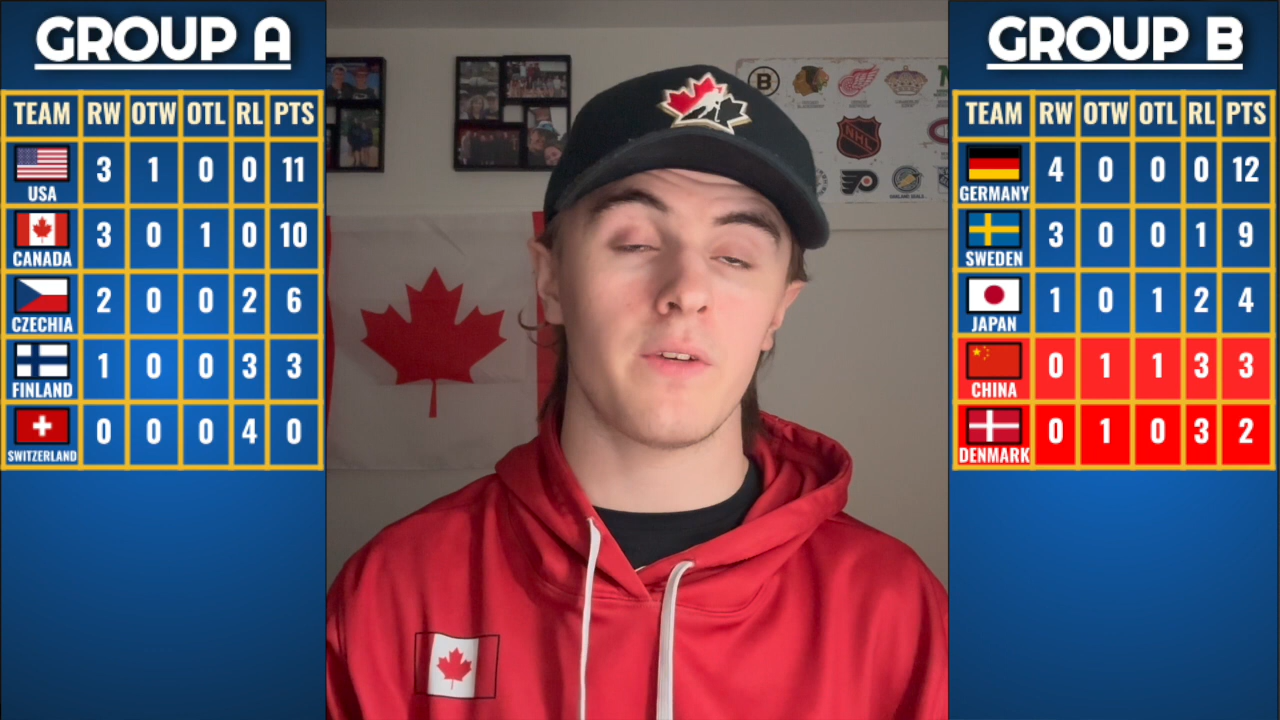 GROUP A
TEAM RW OTW OTL RL PTS
USA 3 1 0 0 11
CANADA 3 0 1 0 10
CZECHIA 2 0 0 2 6
FINLAND 1 0 0 3 3
SWITZERLAND 0 0 0 4 0
B
NHL
GROUP B
TEAM RW OTW OTL RL PTS
GERMANY 4 0 0 0 12
SWEDEN 3 0 0 1 9
JAPAN 1 0 1 2 4
CHINA 0 1 1 3 3
DENMARK 0 1 0 3 2